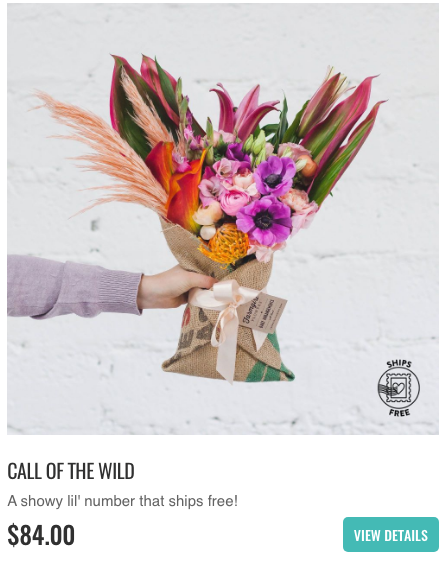 SHIPS
FREE
CALL OF THE WILD
A showy lil' number that ships free!
$84.00
VIEW DETAILS